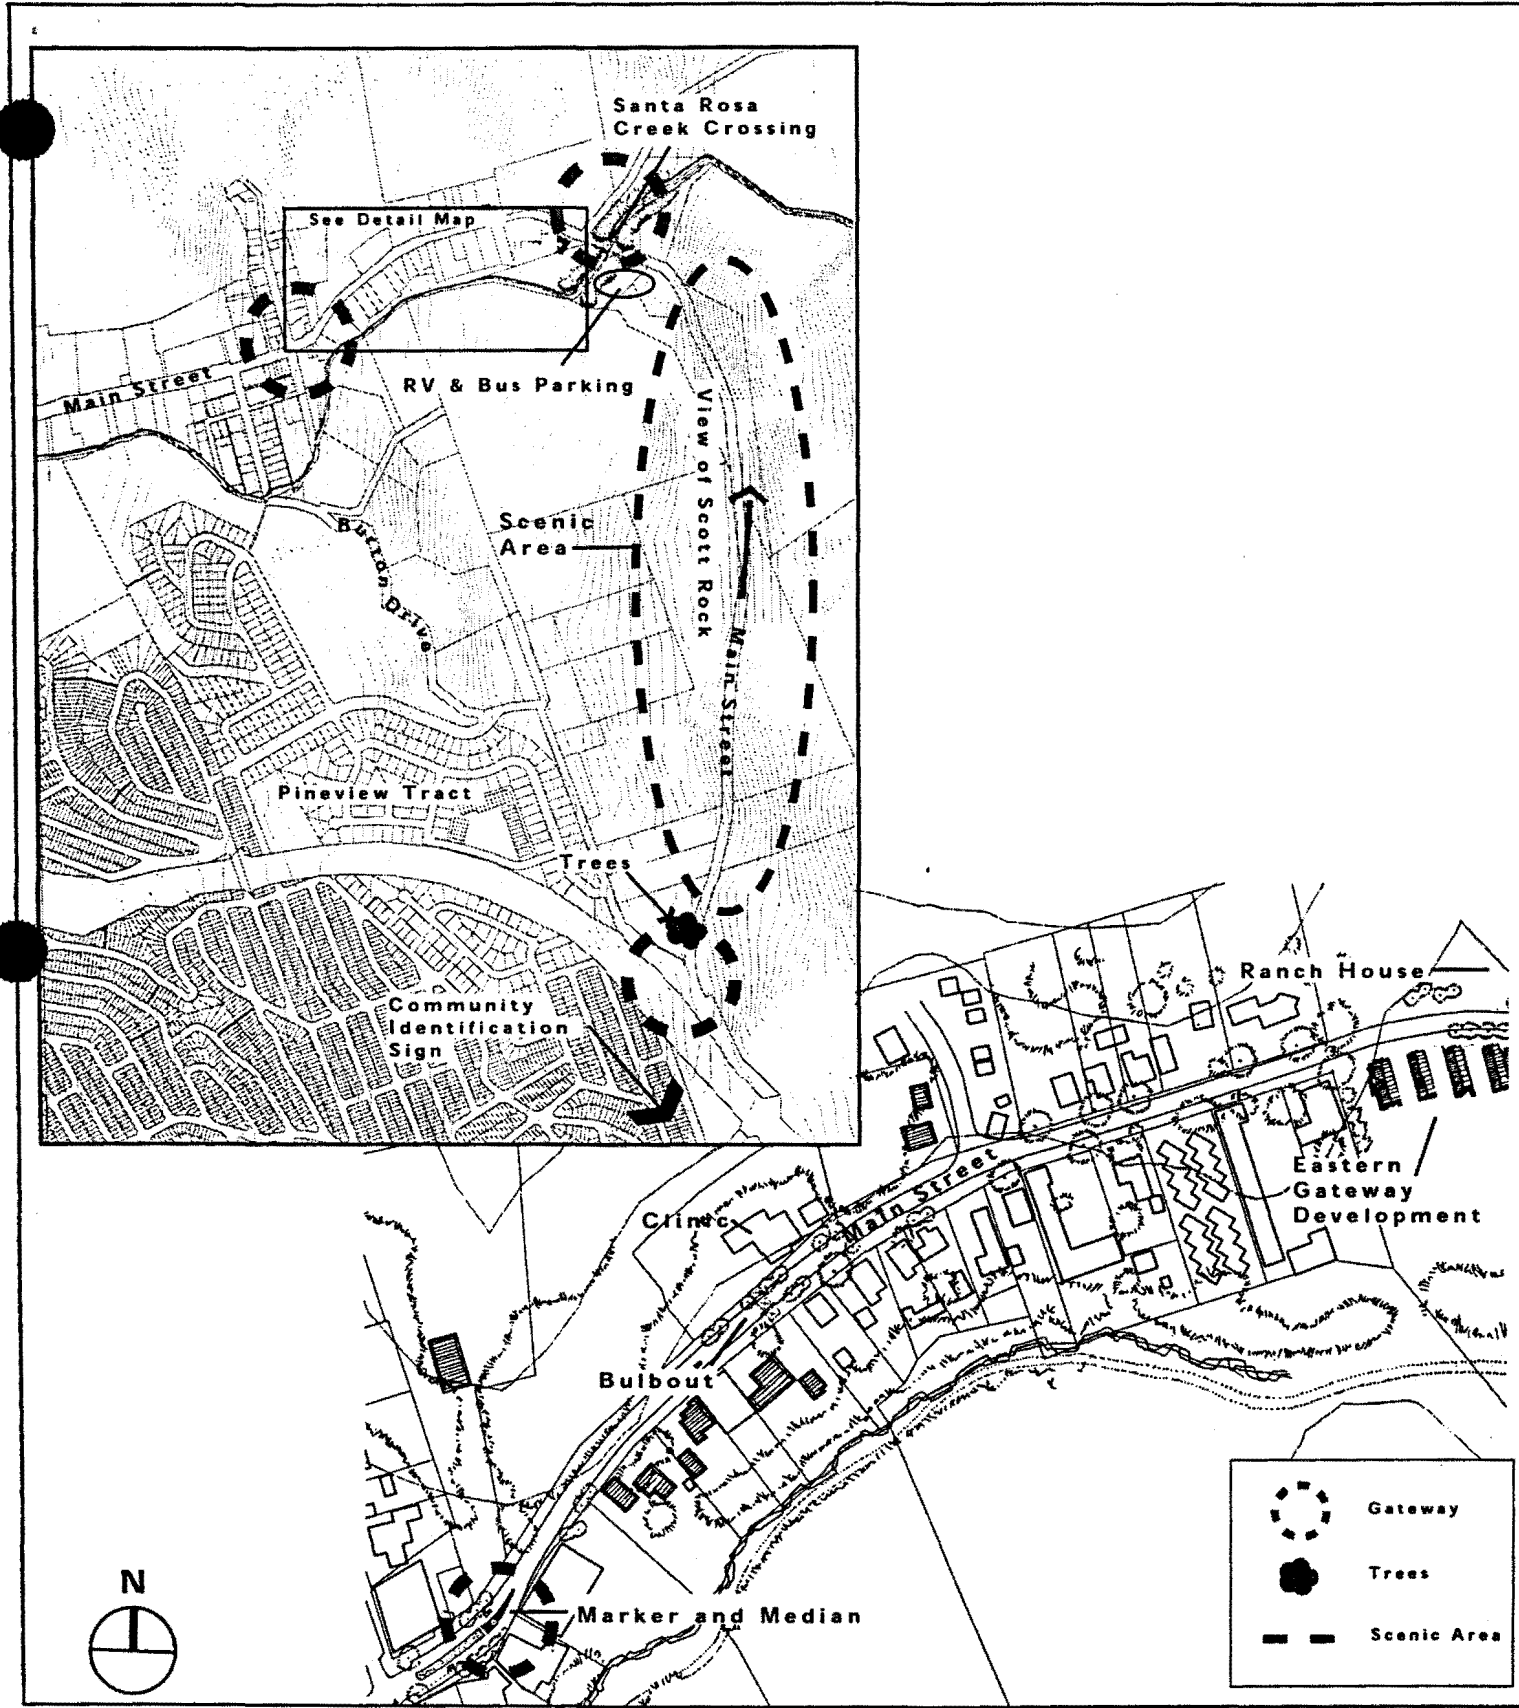 Santa Rosa
Creek Crossing
See Detail Map
RV & Bus Parking
Main Street
View of Scott Rock
Scenic
Area
Burton Drive
Main Street
Pineview Tract
Trees
Community
Identification
Sign
Ranch House
Eastern
Gateway
Development
Main Street
Clinic
Bulbout
Marker and Median
N
Gateway
Trees
Scenic Area